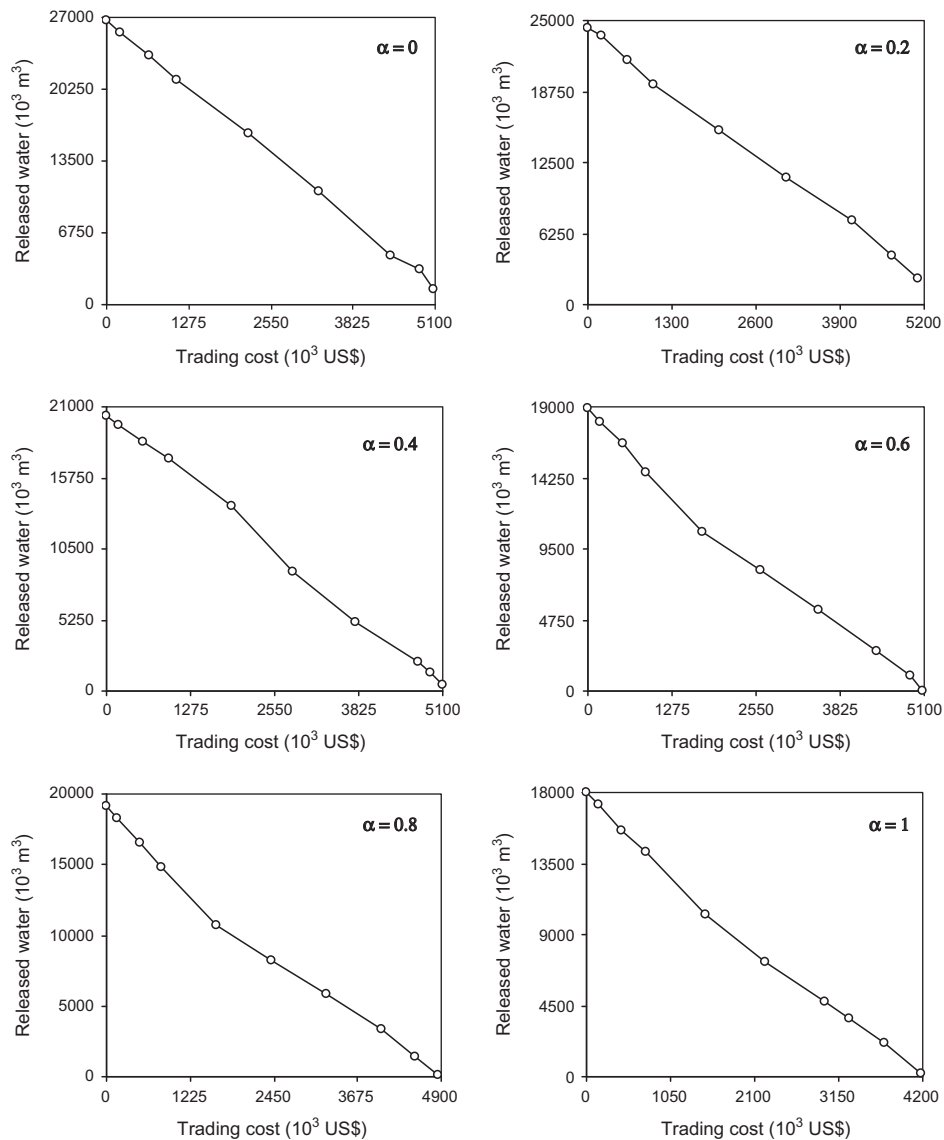 27000
20250
13500
6750
0
Released water (10³ m³)
α = 0
0 1275 2550 3825 5100
Trading cost (10³ US$)
25000
18750
12500
6250
0
Released water (10³ m³)
α = 0.2
0 1300 2600 3900 5200
Trading cost (10³ US$)
21000
15750
10500
5250
0
Released water (10³ m³)
α = 0.4
0 1275 2550 3825 5100
Trading cost (10³ US$)
19000
14250
9500
4750
0
Released water (10³ m³)
α = 0.6
0 1275 2550 3825 5100
Trading cost (10³ US$)
20000
15000
10000
5000
0
Released water (10³ m³)
α = 0.8
0 1225 2450 3675 4900
Trading cost (10³ US$)
18000
13500
9000
4500
0
Released water (10³ m³)
α = 1
0 1050 2100 3150 4200
Trading cost (10³ US$)